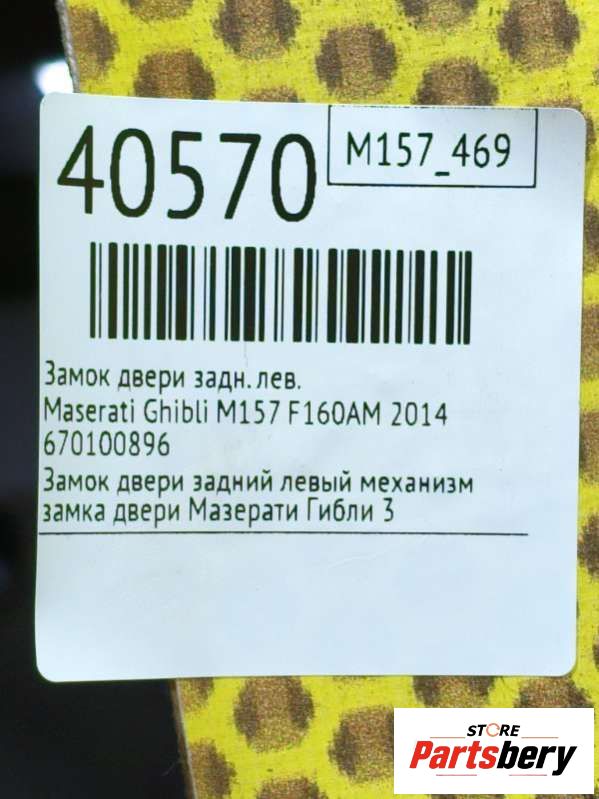 40570
M157_469
Замок двери задн. лев.
Maserati Ghibli M157 F160AM 2014
670100896
Замок двери задний левый механизм
замка двери Мазерати Гибли 3
STORE
Partsbery